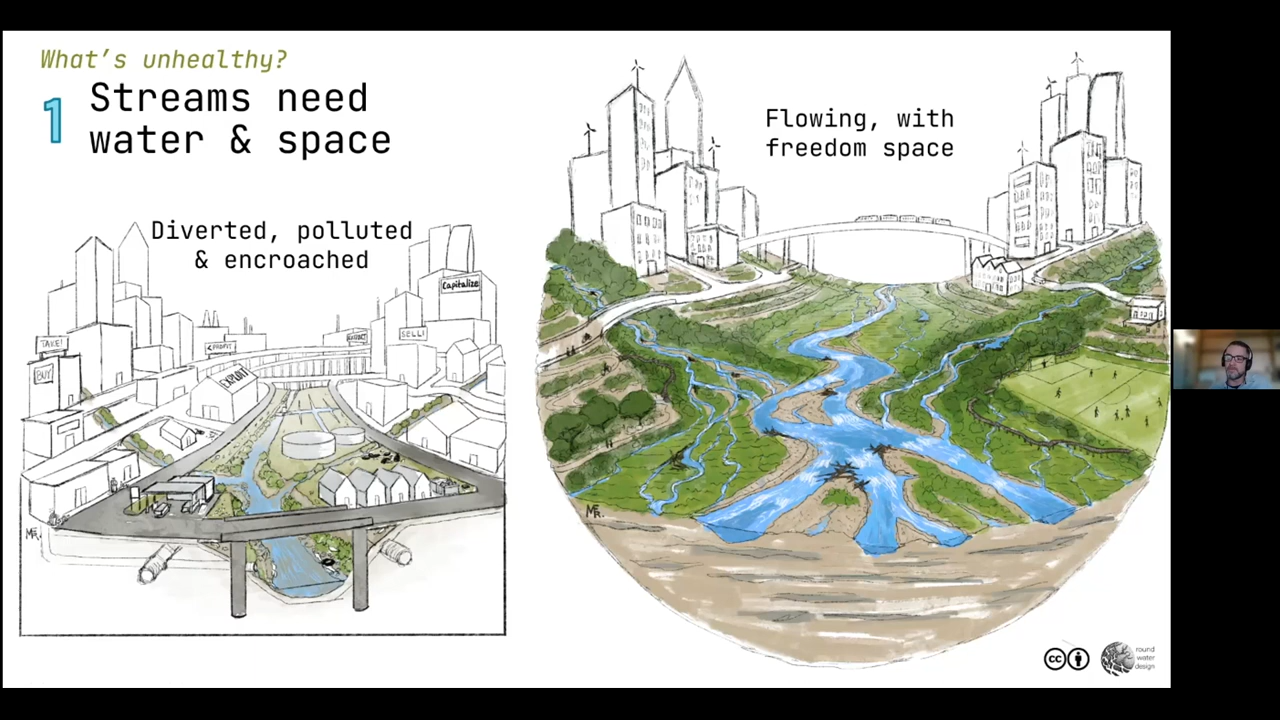 What's unhealthy?
1
Streams need
water & space
Diverted, polluted
& encroached
Flowing, with
freedom space
Capitalize
TAKE!
BUY
SELL!
EXPLOIT
M.E.R.
M.E.R.
cc
round
water
design